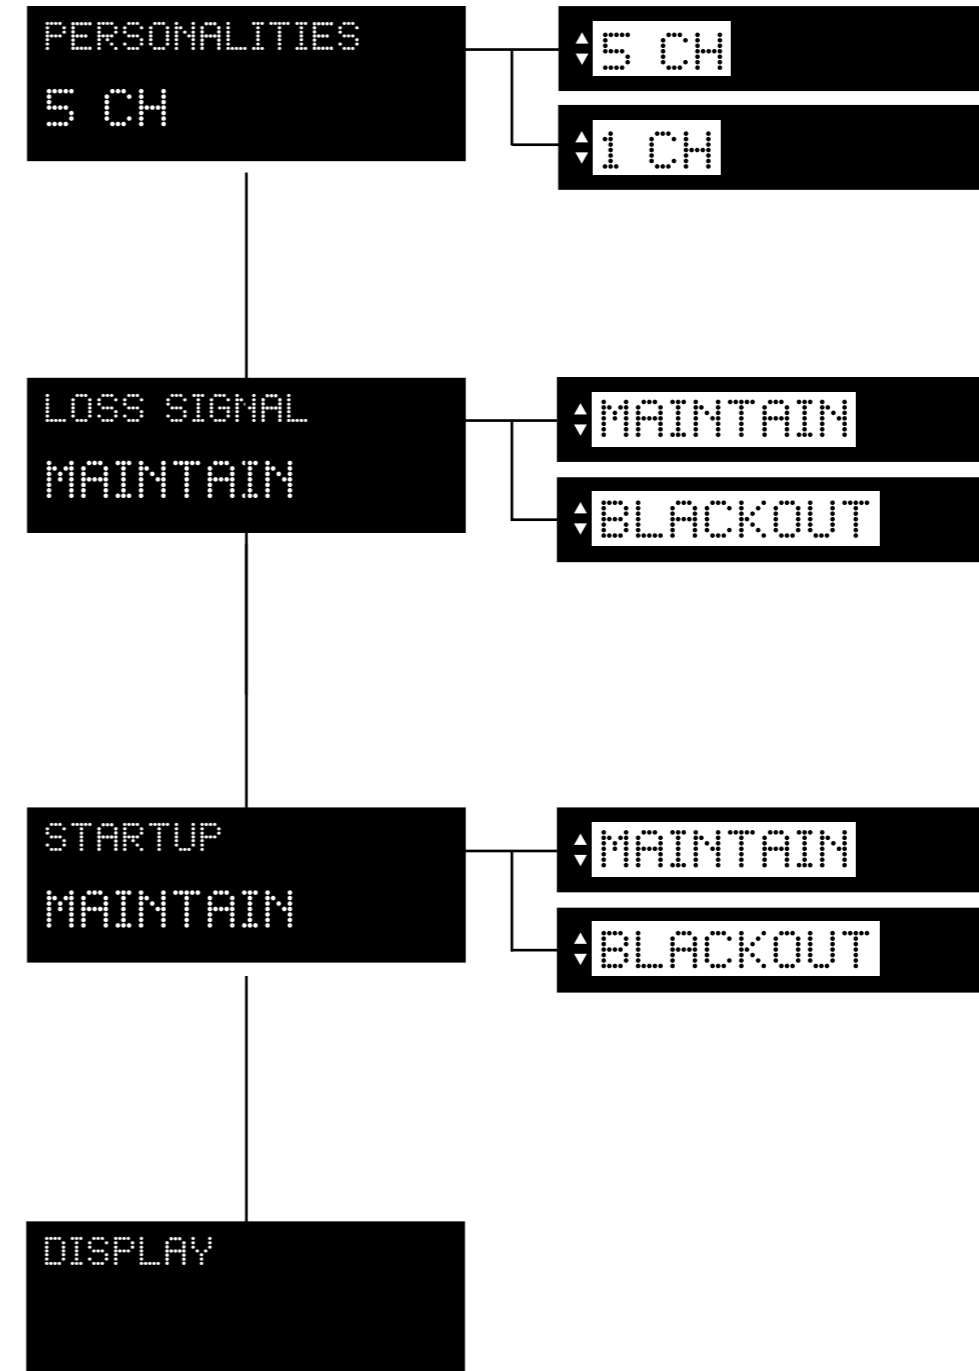 PERSONALITIES
5 CH
5 CH
1 CH
LOSS SIGNAL
MAINTAIN
MAINTAIN
BLACKOUT
STARTUP
MAINTAIN
MAINTAIN
BLACKOUT
DISPLAY